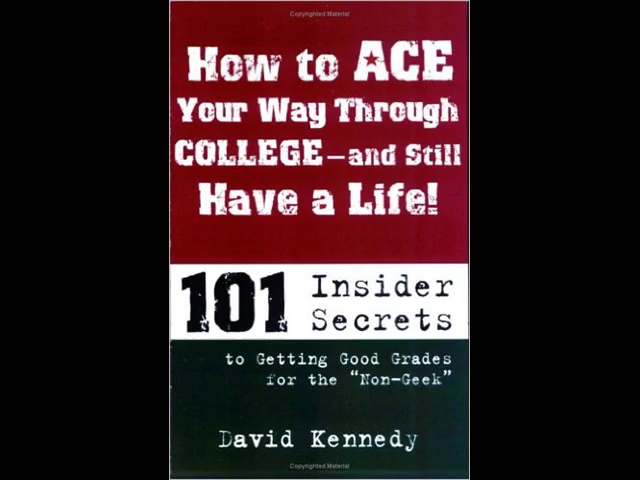 Copyrighted Material
How to ACE
Your Way Through
COLLEGE—and Still
Have a Life!
101 Insider
Secrets
to Getting Good Grades
for the "Non-Geek"
David Kennedy
Copyrighted Material